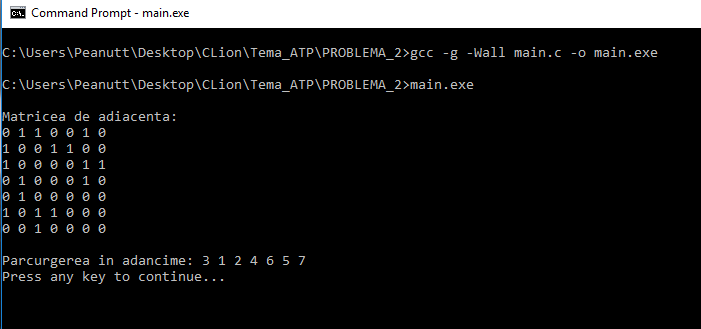 Command Prompt - main.exe
C:\Users\Peanutt\Desktop\CLion\Tema_ATP\PROBLEMA_2>gcc -g -Wall main.c -o main.exe
C:\Users\Peanutt\Desktop\CLion\Tema_ATP\PROBLEMA_2>main.exe
Matricea de adiacenta:
0 1 1 0 0 1 0
1 0 0 1 1 0 0
1 0 0 0 0 1 1
0 1 0 0 0 1 0
0 1 0 0 0 0 0
1 0 1 1 0 0 0
0 0 1 0 0 0 0
Parcurgerea in adancime: 3 1 2 4 6 5 7
Press any key to continue...